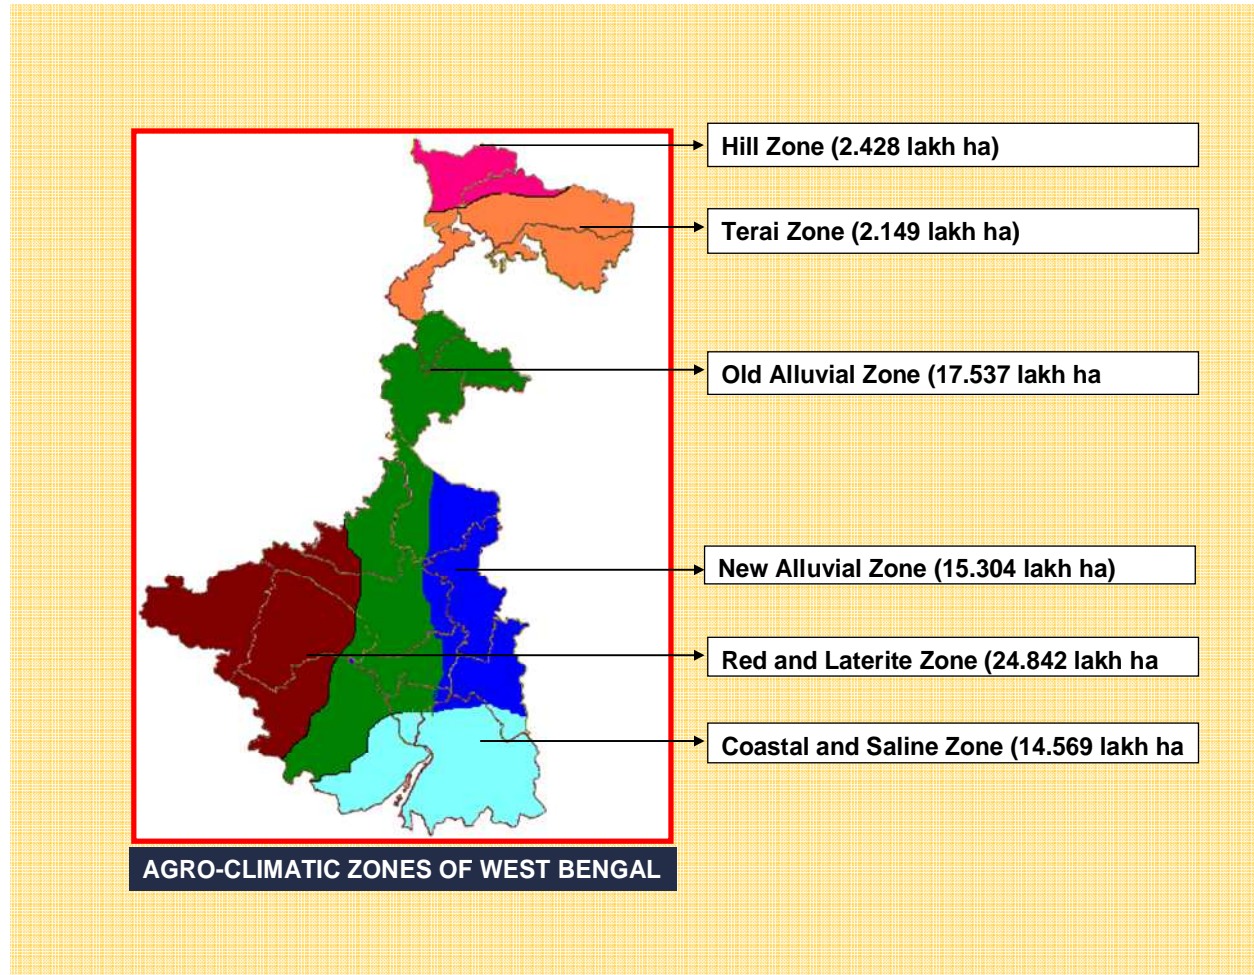 Hill Zone (2.428 lakh ha)
Terai Zone (2.149 lakh ha)
Old Alluvial Zone (17.537 lakh ha
New Alluvial Zone (15.304 lakh ha)
Red and Laterite Zone (24.842 lakh ha
Coastal and Saline Zone (14.569 lakh ha
AGRO-CLIMATIC ZONES OF WEST BENGAL